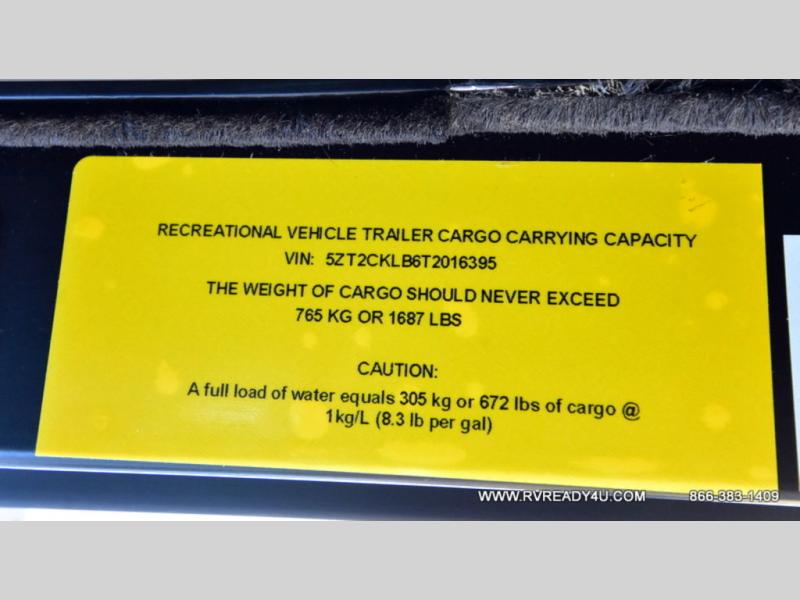 RECREATIONAL VEHICLE TRAILER CARGO CARRYING CAPACITY
VIN: 5ZT2CKLB6T2016395
THE WEIGHT OF CARGO SHOULD NEVER EXCEED
765 KG OR 1687 LBS
CAUTION:
A full load of water equals 305 kg or 672 lbs of cargo @
1kg/L (8.3 lb per gal)
WWW.RVREADY4U.COM 866-383-1409